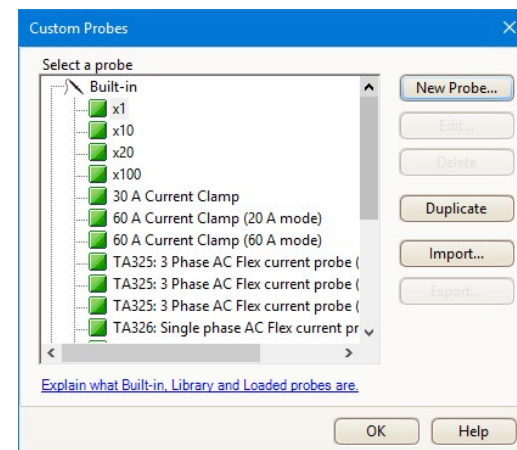 Custom Probes
Select a probe
Built-in
x1
x10
x20
x100
30 A Current Clamp
60 A Current Clamp (20 A mode)
60 A Current Clamp (60 A mode)
TA325: 3 Phase AC Flex current probe (
TA325: 3 Phase AC Flex current probe (
TA325: 3 Phase AC Flex current probe (
TA326: Single phase AC Flex current pr
New Probe...
Edit...
Delete
Duplicate
Import...
Export...
Explain what Built-in, Library and Loaded probes are.
OK
Help